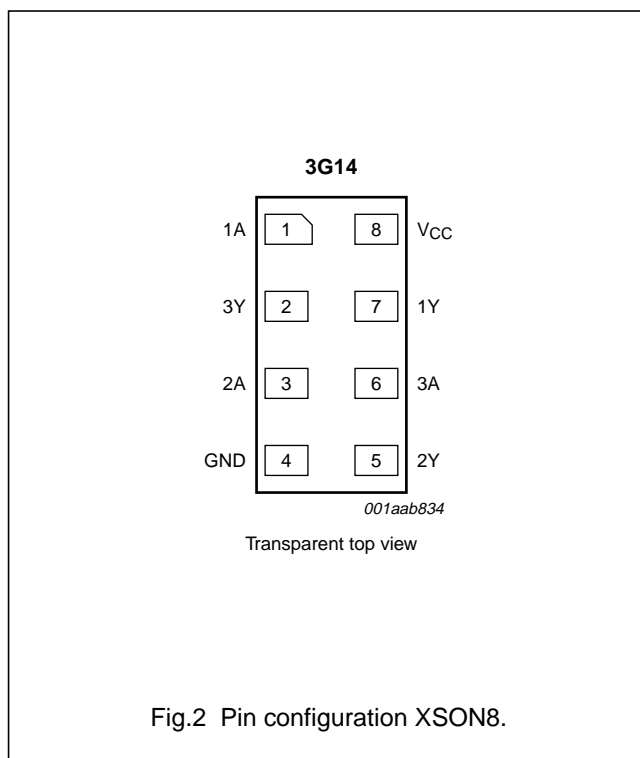 3G14
1A 1 8 VCC
3Y 2 7 1Y
2A 3 6 3A
GND 4 5 2Y
001aab834
Transparent top view
Fig.2 Pin configuration XSON8.